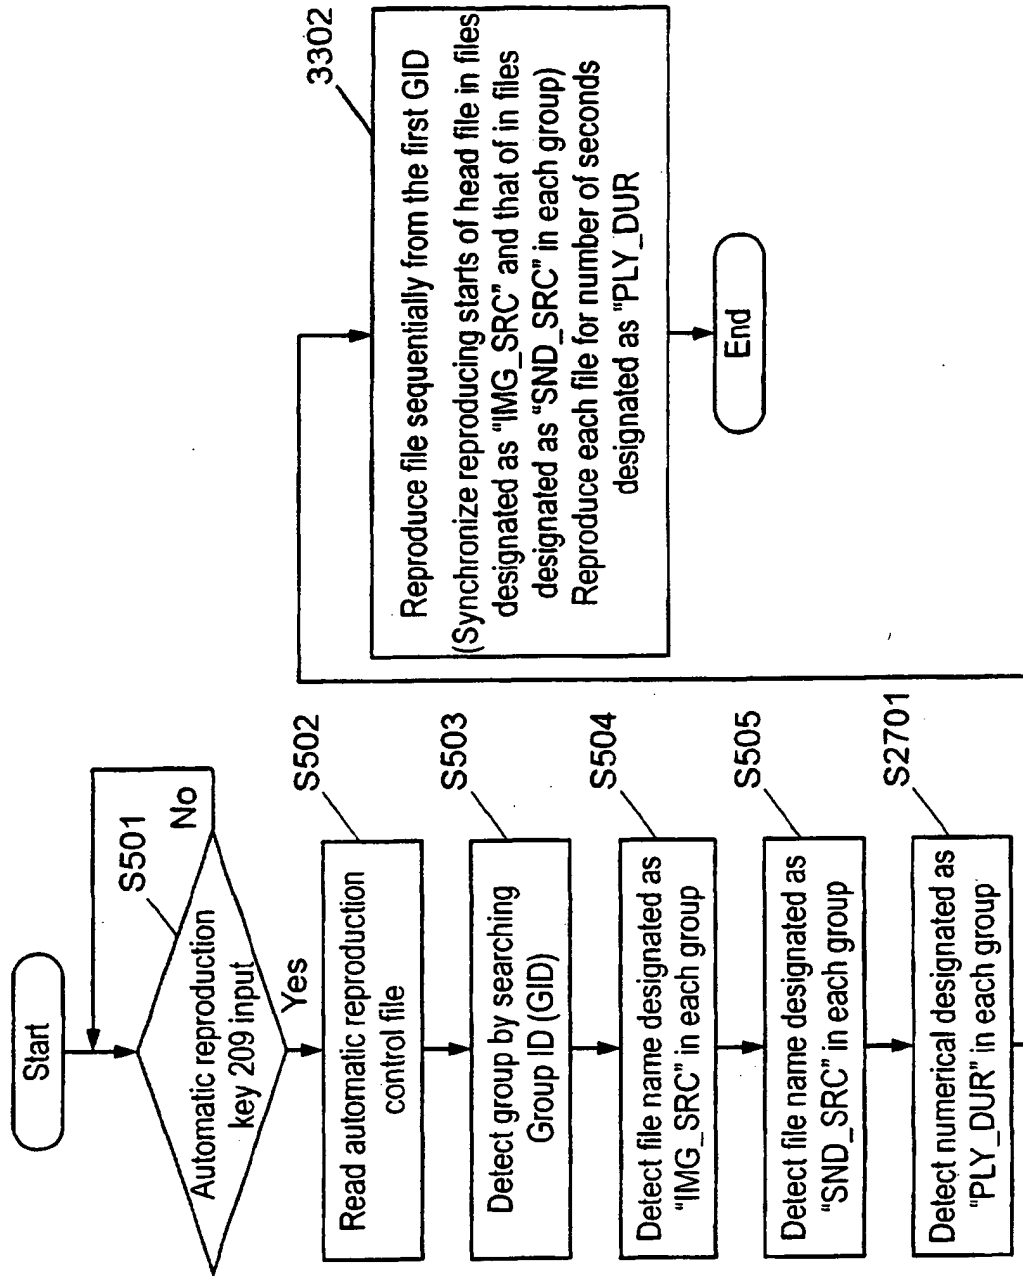 Start
S501
Automatic reproduction
key 209 input
No
Yes
S502
Read automatic reproduction
control file
S503
Detect group by searching
Group ID (GID)
S504
Detect file name designated as
“IMG_SRC” in each group
S505
Detect file name designated as
“SND_SRC” in each group
S2701
Detect numerical designated as
“PLY_DUR” in each group
3302
Reproduce file sequentially from the first GID
(Synchronize reproducing starts of head file in files
designated as “IMG_SRC” and that of in files
designated as “SND_SRC” in each group)
Reproduce each file for number of seconds
designated as “PLY_DUR
End